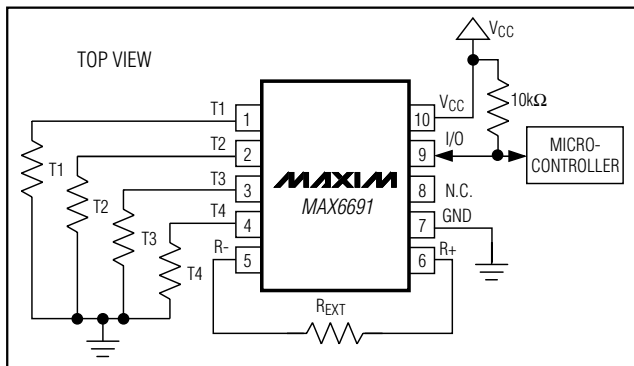 TOP VIEW
VCC
10kΩ
T1
T2
T3
T4
T1
1
T2
2
T3
3
T4
4
R-
5
MAXIM
MAX6691
VCC
10
I/O
9
8
N.C.
GND
7
R+
6
MICRO-
CONTROLLER
REXT